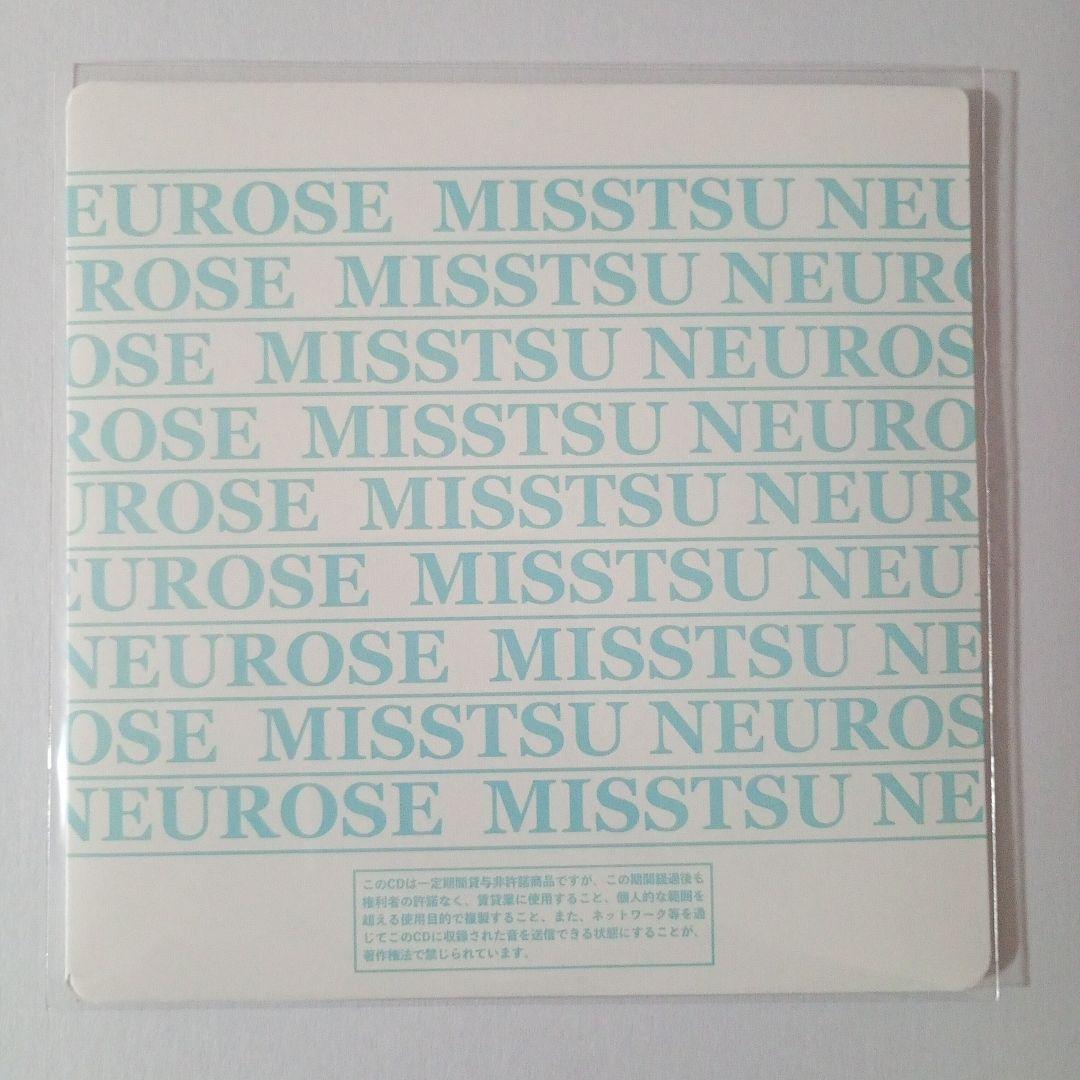 EUROSE MISSTSU NEU
ROSE MISSTSU NEURO
OSE MISSTSU NEUROS
ROSE MISSTSU NEURO
UROSE MISSTSU NEUR
EUROSE MISSTSU NEU
NEUROSE MISSTSU NE
OSE MISSTSU NEUROS
NEUROSE MISSTSU NE
このCDは一定期間貸与非許諾商品ですが、この期間経過後も
権利者の許諾なく、賃貸業に使用すること、個人的な範囲を
超える使用目的で複製すること、また、ネットワーク等を通
じてこのCDに収録された音を送信できる状態にすることが、
著作権法で禁じられています。